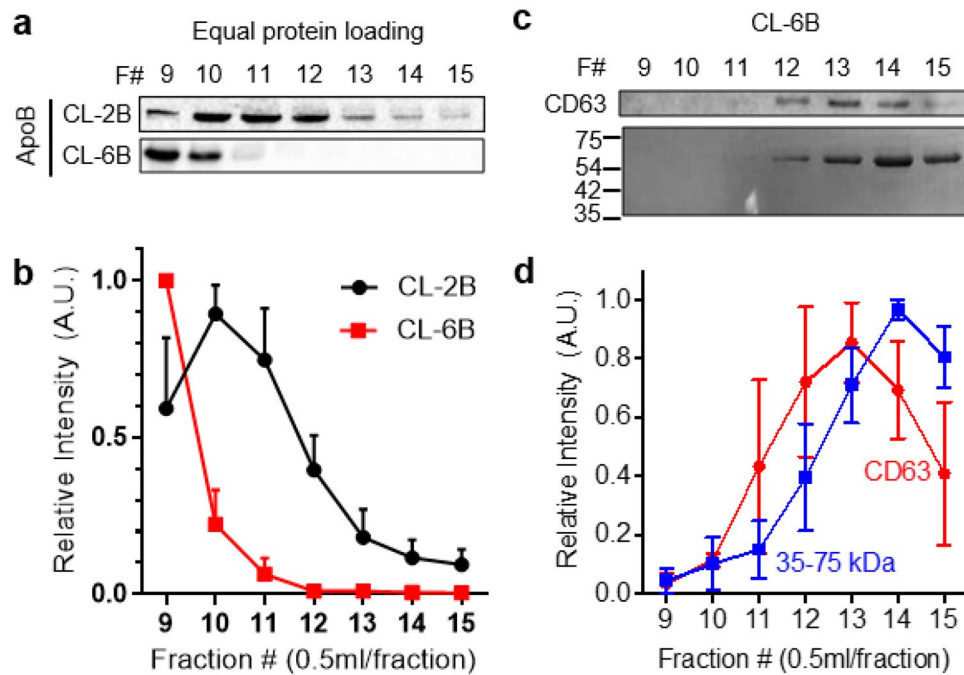 a
Equal protein loading
F# 9 10 11 12 13 14 15
ApoB
CL-2B
CL-6B
c
CL-6B
F# 9 10 11 12 13 14 15
CD63
75
54
42
35
b
Relative Intensity (A.U.)
1.0
0.5
0.0
CL-2B
CL-6B
9 10 11 12 13 14 15
Fraction # (0.5ml/fraction)
d
Relative Intensity (A.U.)
1.0
0.8
0.6
0.4
0.2
0.0
CD63
35-75 kDa
9 10 11 12 13 14 15
Fraction # (0.5ml/fraction)